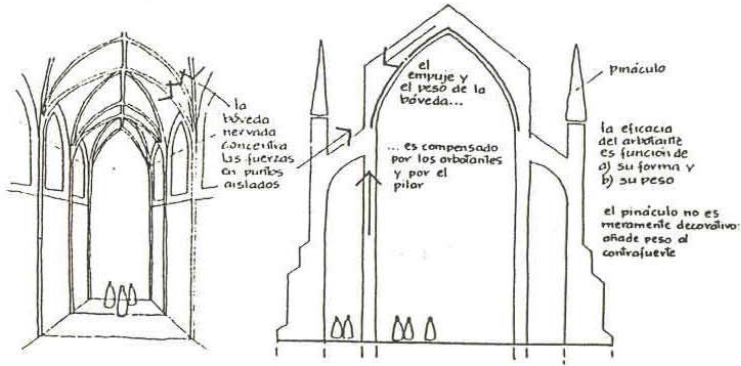 la
bóveda
nervada
concentra
las fuerzas
en puntos
aislados
el
empuje y
el peso de la
bóveda...
... es compensado
por los arbotantes
y por el
pilar
pináculo
la eficacia
del arbotante
es función de
a) su forma y
b) su peso
el pináculo no es
meramente decorativo:
añade peso al
contrafuerte